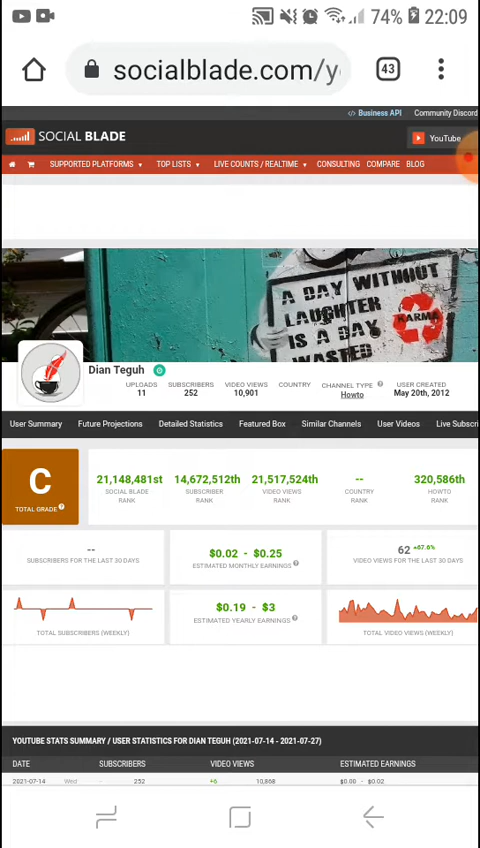 74% 22:09
socialblade.com/y
43
</> Business API Community Discord
SOCIAL BLADE
YouTube
SUPPORTED PLATFORMS TOP LISTS LIVE COUNTS / REALTIME CONSULTING COMPARE BLOG
A DAY WITHOUT
LAUGHTER
IS A DAY
WASTED
KARMA
Dian Teguh
UPLOADS SUBSCRIBERS VIDEO VIEWS COUNTRY CHANNEL TYPE USER CREATED
11 252 10,901 Howto May 20th, 2012
User Summary Future Projections Detailed Statistics Featured Box Similar Channels User Videos Live Subscri
C
TOTAL GRADE
21,148,481st 14,672,512th 21,517,524th -- 320,586th
SOCIAL BLADE RANK SUBSCRIBER RANK VIDEO VIEWS RANK COUNTRY RANK HOWTO RANK
-- $0.02 - $0.25 62 +67.6%
SUBSCRIBERS FOR THE LAST 30 DAYS ESTIMATED MONTHLY EARNINGS VIDEO VIEWS FOR THE LAST 30 DAYS
$0.19 - $3
TOTAL SUBSCRIBERS (WEEKLY) ESTIMATED YEARLY EARNINGS TOTAL VIDEO VIEWS (WEEKLY)
YOUTUBE STATS SUMMARY / USER STATISTICS FOR DIAN TEGUH (2021-07-14 - 2021-07-27)
DATE SUBSCRIBERS VIDEO VIEWS ESTIMATED EARNINGS
2021-07-14 Wed 252 +6 10,868 $0.00 - $0.02